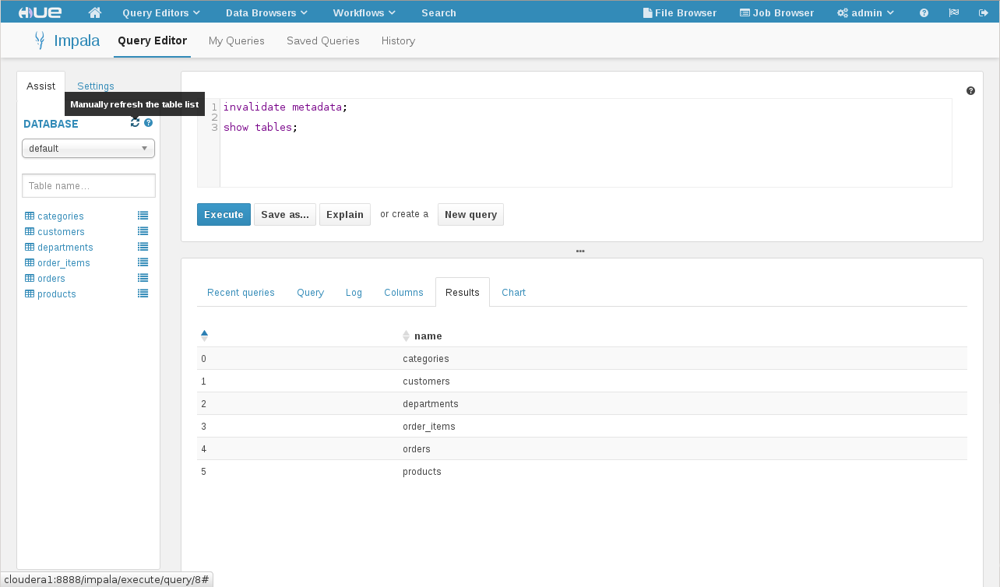 HUE Query Editors Data Browsers Workflows Search File Browser Job Browser admin ?
Impala Query Editor My Queries Saved Queries History
Assist Settings
Manually refresh the table list
DATABASE ?
default
Table name...
categories
customers
departments
order_items
orders
products
?
1 invalidate metadata;
2
3 show tables;
Execute Save as... Explain or create a New query
Recent queries Query Log Columns Results Chart
name
0 categories
1 customers
2 departments
3 order_items
4 orders
5 products
cloudera1:8888/impala/execute/query/8#